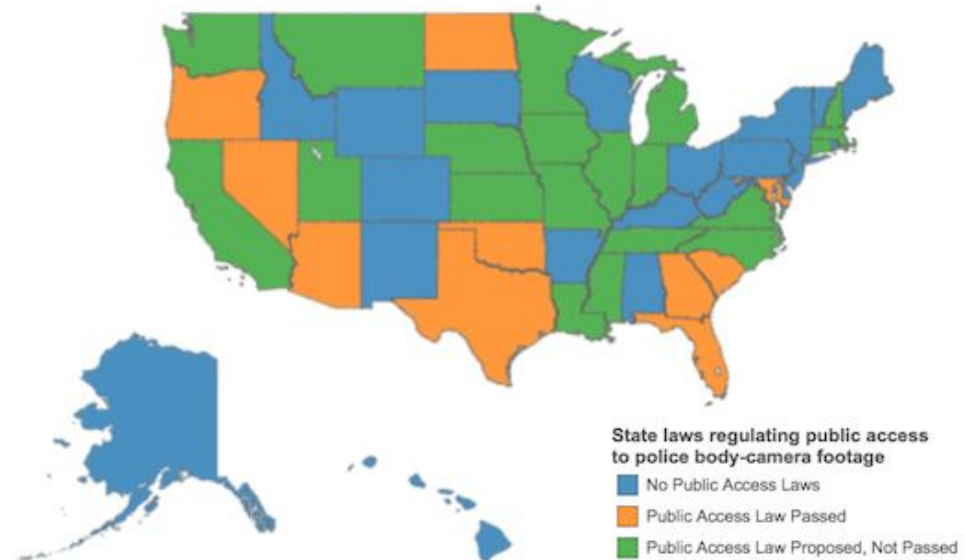 State laws regulating public access
to police body-camera footage
No Public Access Laws
Public Access Law Passed
Public Access Law Proposed, Not Passed